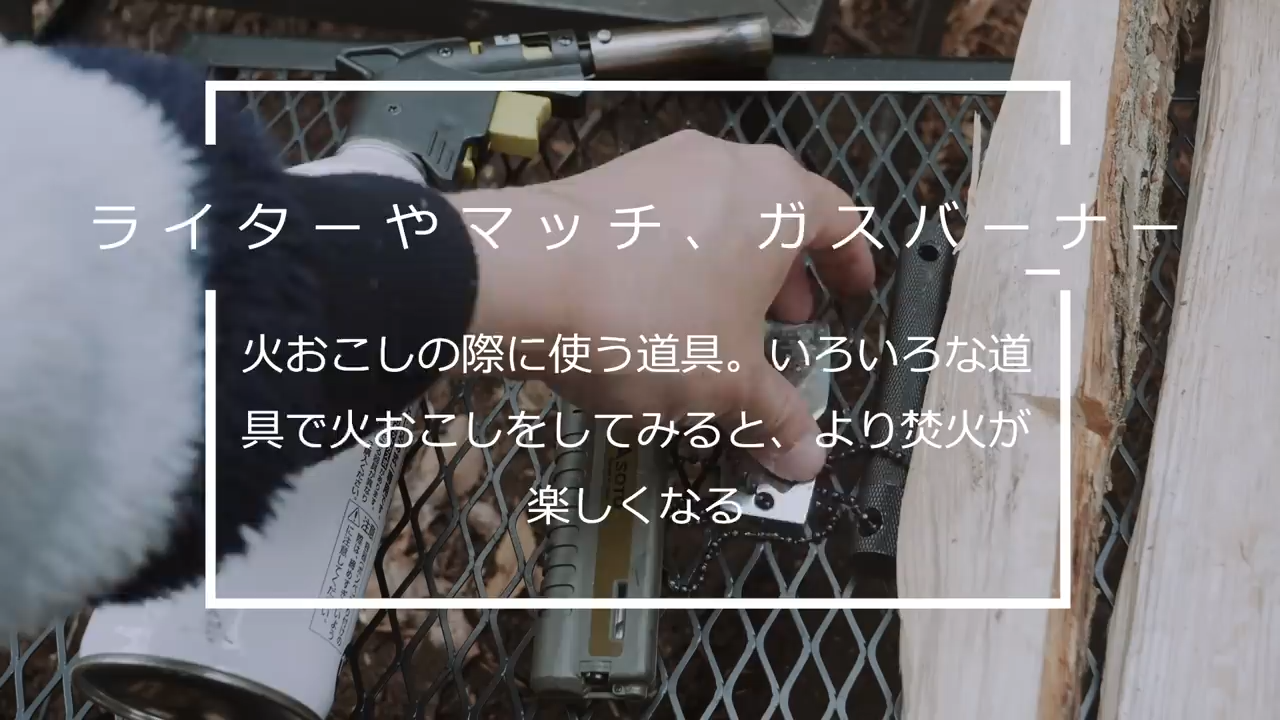 ライターやマッチ、ガスバーナー
火おこしの際に使う道具。いろいろな道
具で火おこしをしてみると、より焚火が
楽しくなる
SOTO